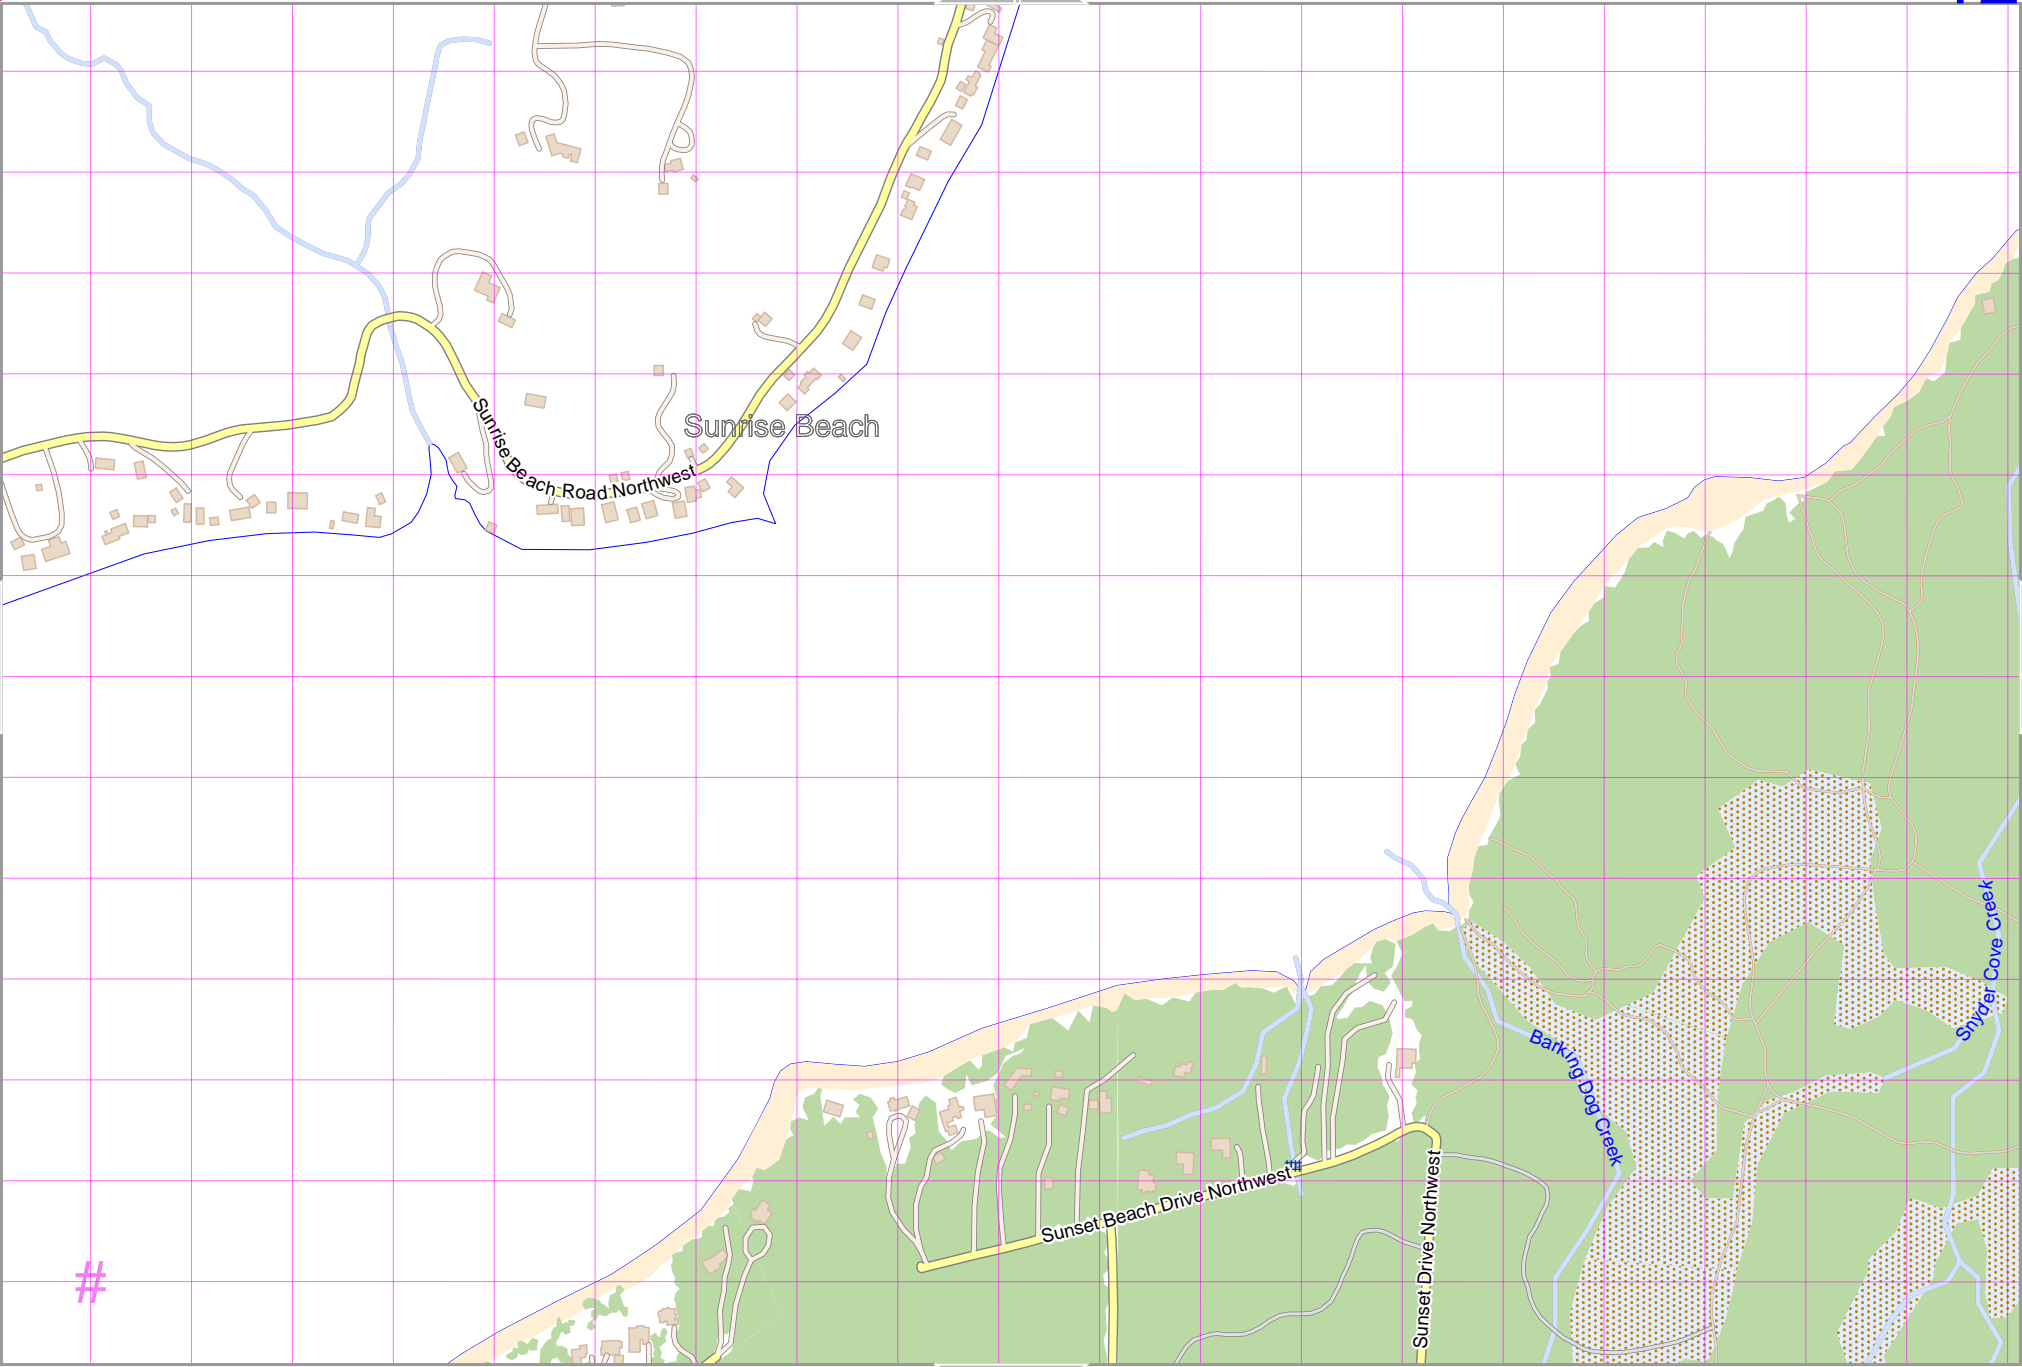 Sunrise Beach
Sunrise Beach Road Northwest
Snyder Cove Creek
Barking Dog Creek
Sunset Beach Drive Northwest
Sunset Drive Northwest
#